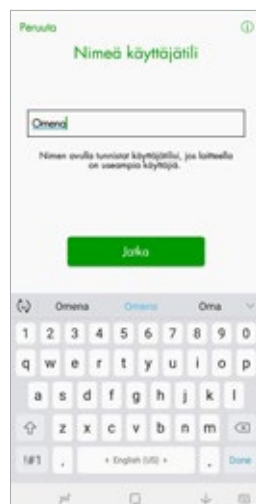 Peruuta
Nimeä käyttäjätili
Omena
Nimen avulla tunnistat käyttäjätilisi, jos laitteella
on useampia käyttäjiä.
Jatka
Omena Omens Oma
1 2 3 4 5 6 7 8 9 0
q w e r t y u i o p
a s d f g h j k l
z x c v b n m
!#1 , English (US) . Done